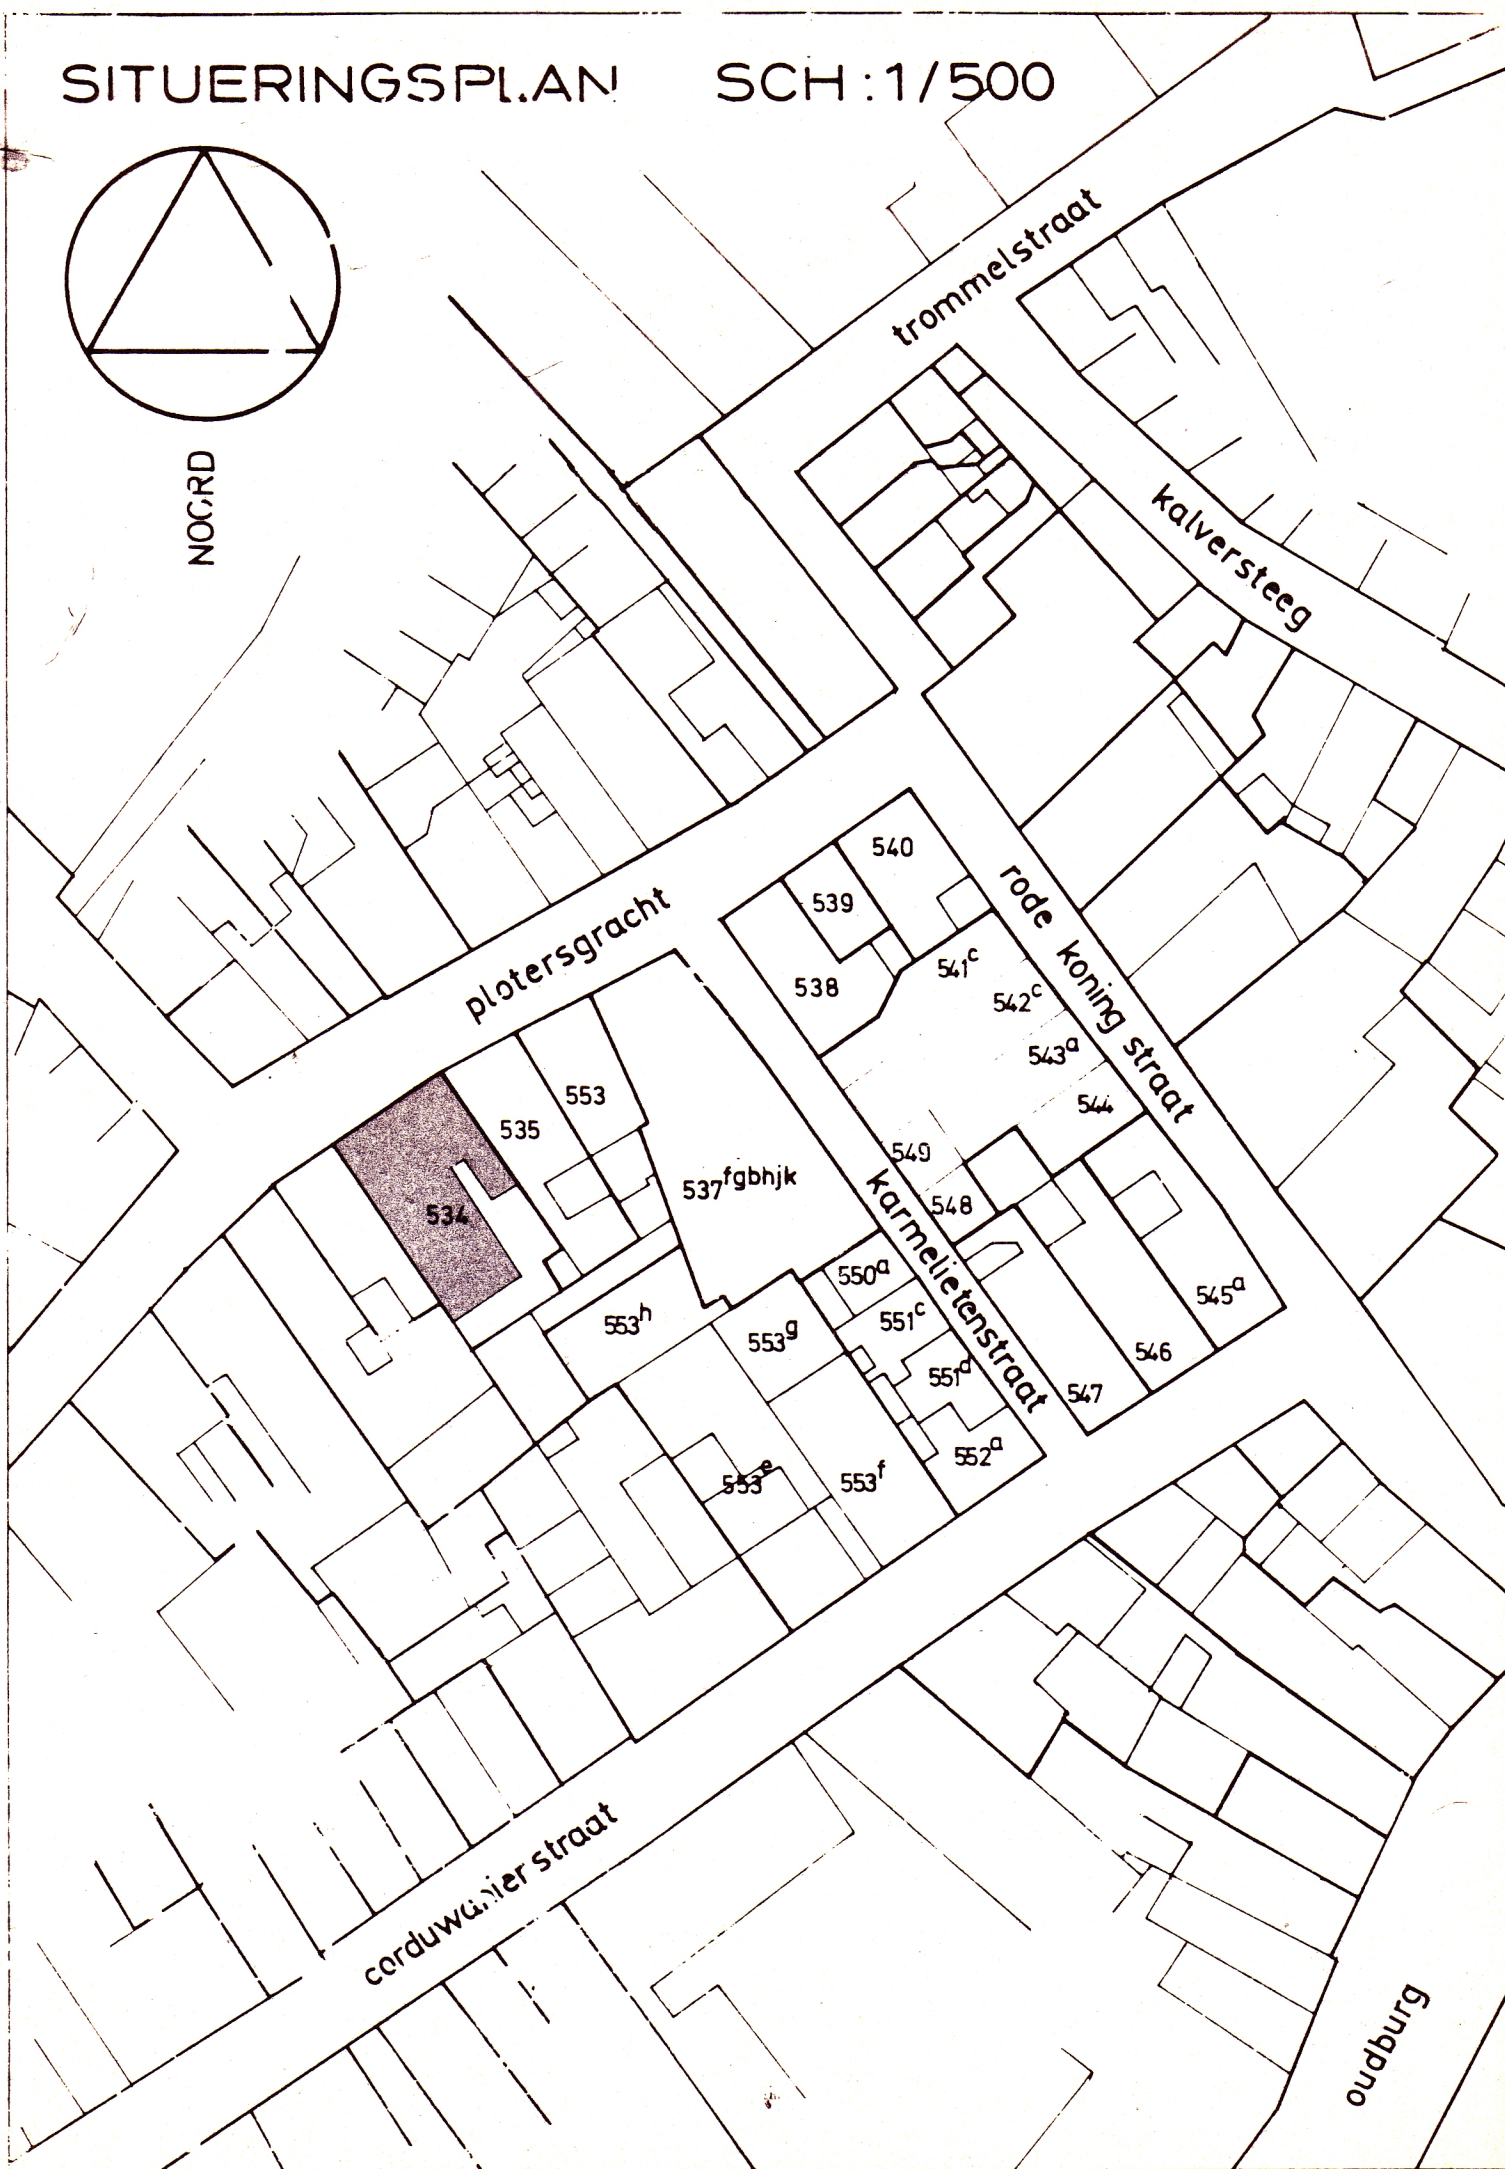 SITUERINGSPLAN SCH:1/500
NOORD
trommelstraat
kalversteeg
plotersgracht
rode koning straat
540
539
538
541c
542c
543a
544
553
535
534
537fgbhjk
549
548
karmelietenstraat
550a
551c
551d
552a
545a
546
547
553h
553g
553e
553f
corduwanierstraat
oudburg